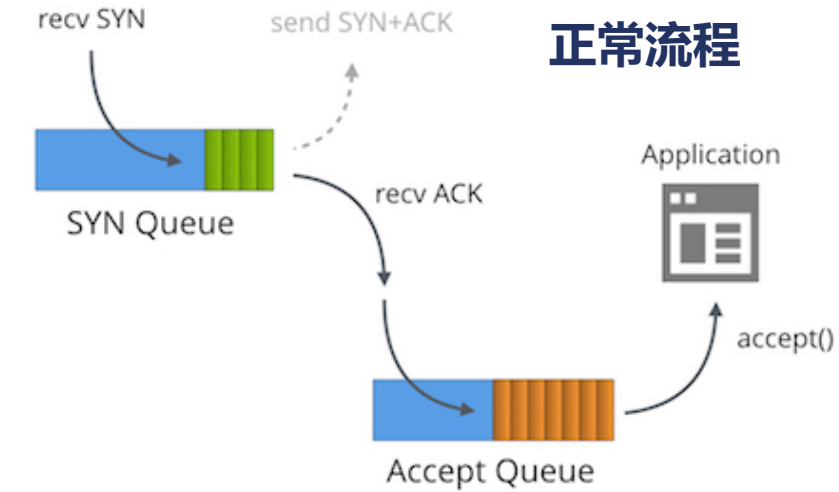 recv SYN
send SYN+ACK
正常流程
SYN Queue
recv ACK
Application
accept()
Accept Queue